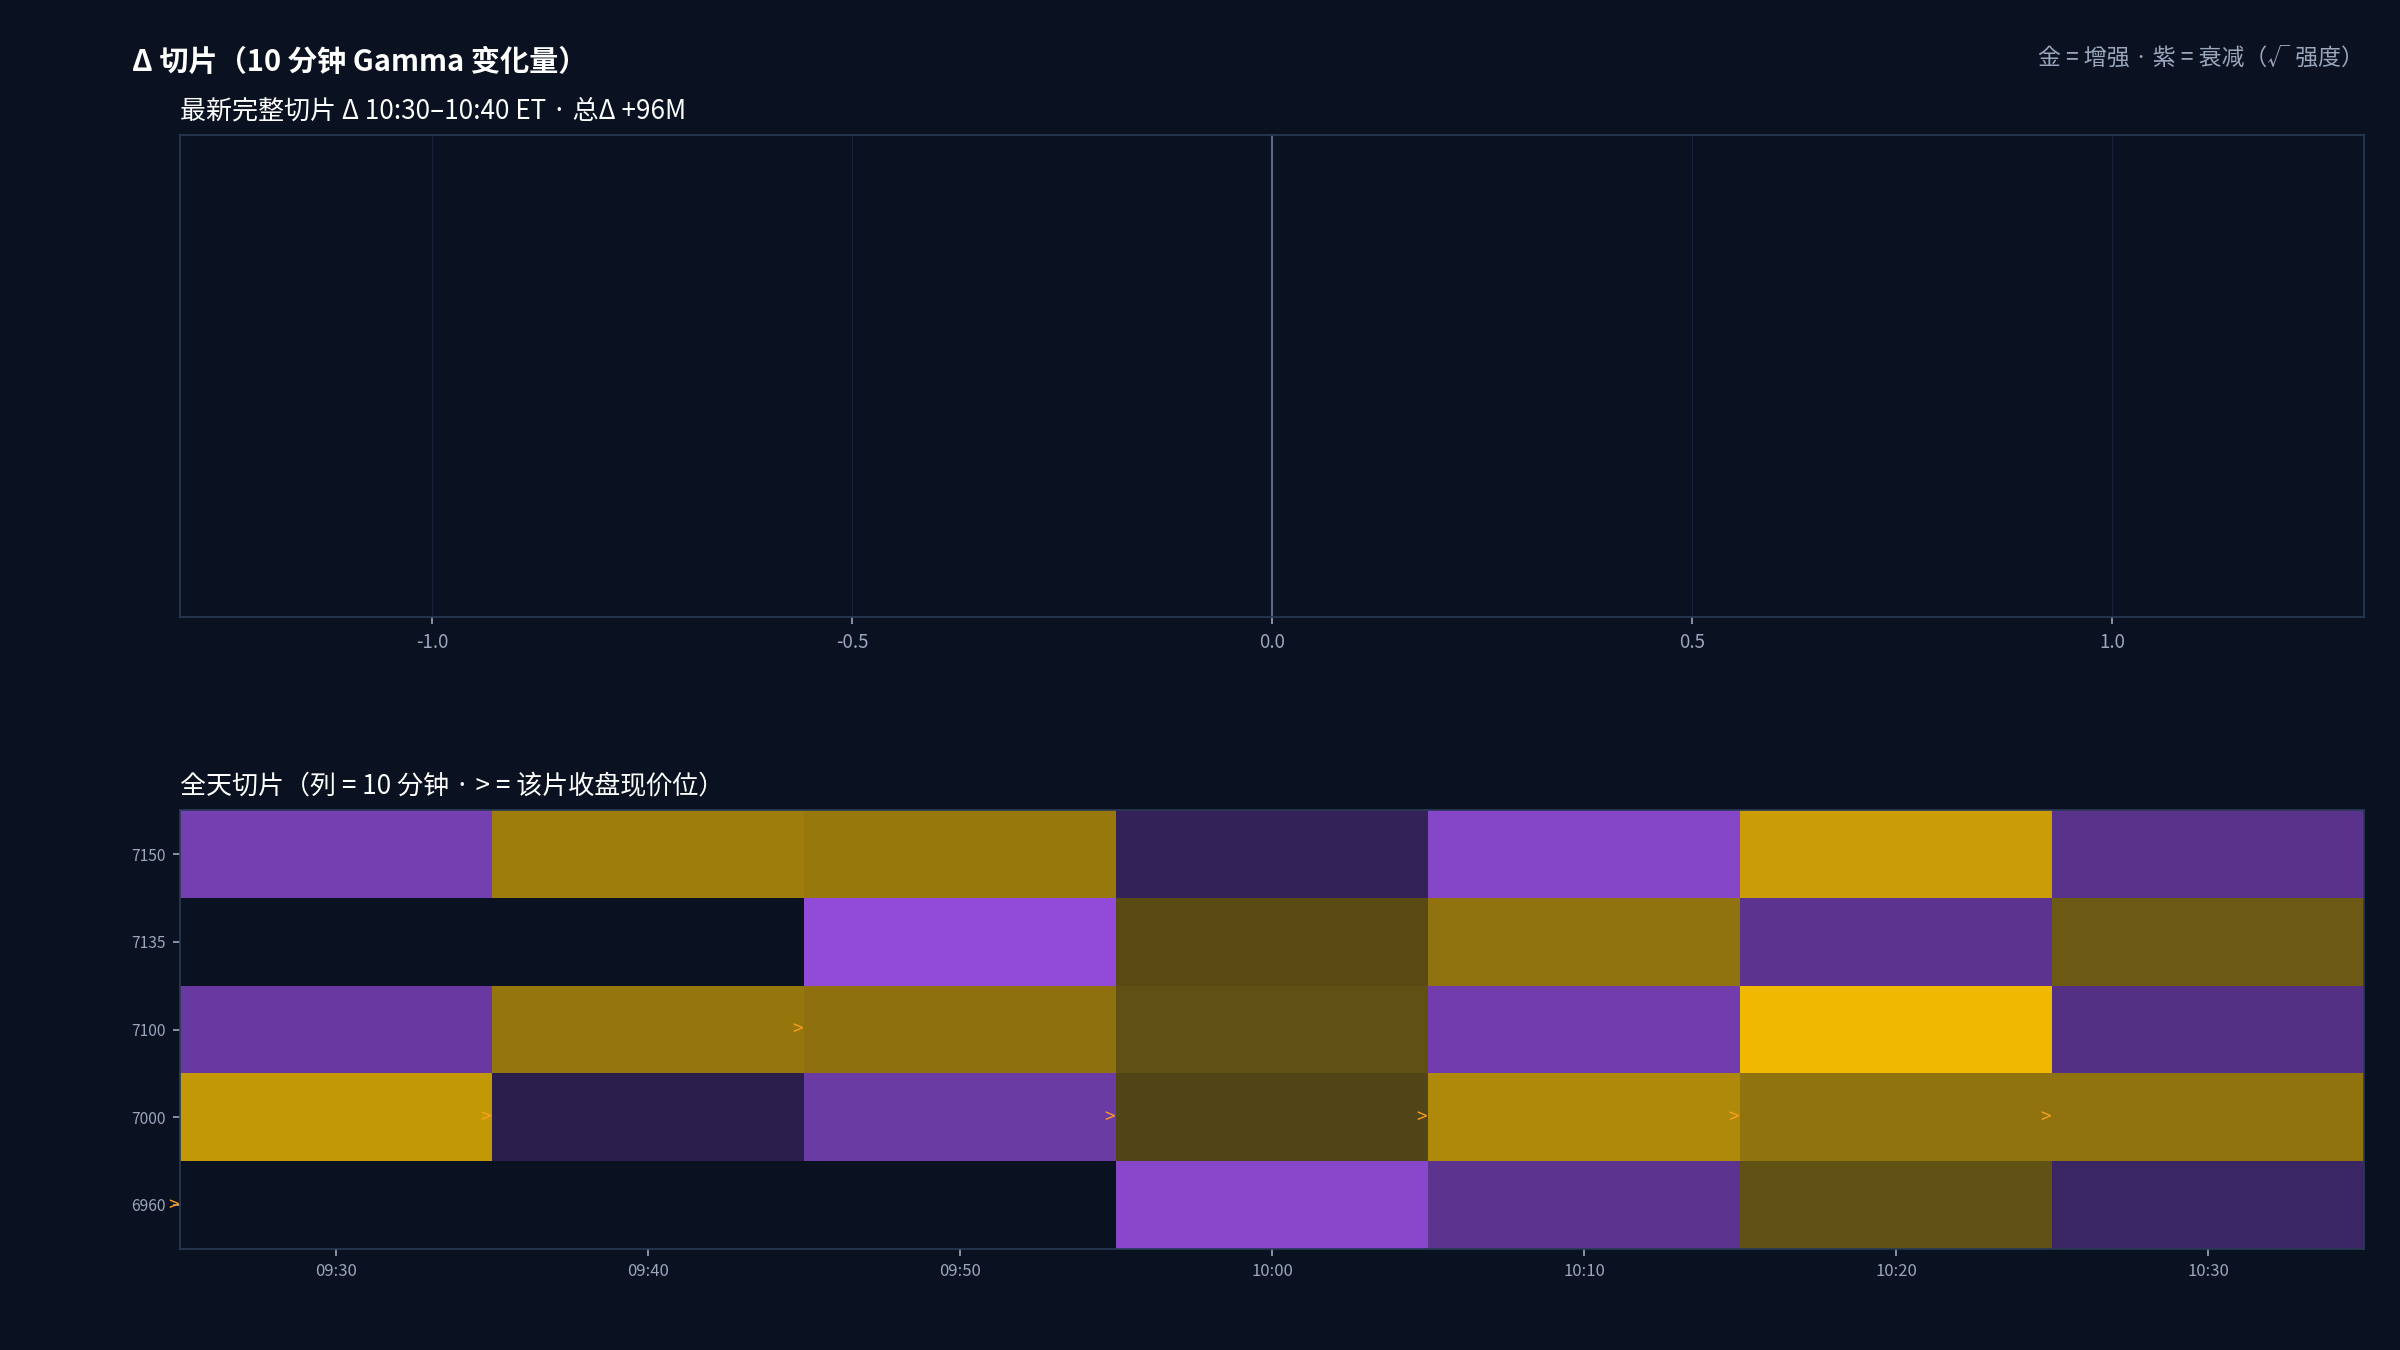 Δ 切片（10 分钟 Gamma 变化量）
金 = 增强 · 紫 = 衰减（√ 强度）
最新完整切片 Δ 10:30–10:40 ET · 总Δ +96M
-1.0 -0.5 0.0 0.5 1.0
全天切片（列 = 10 分钟 · > = 该片收盘现价位）
7150
7135
7100 >
7000 > > > > >
6960 >
09:30 09:40 09:50 10:00 10:10 10:20 10:30